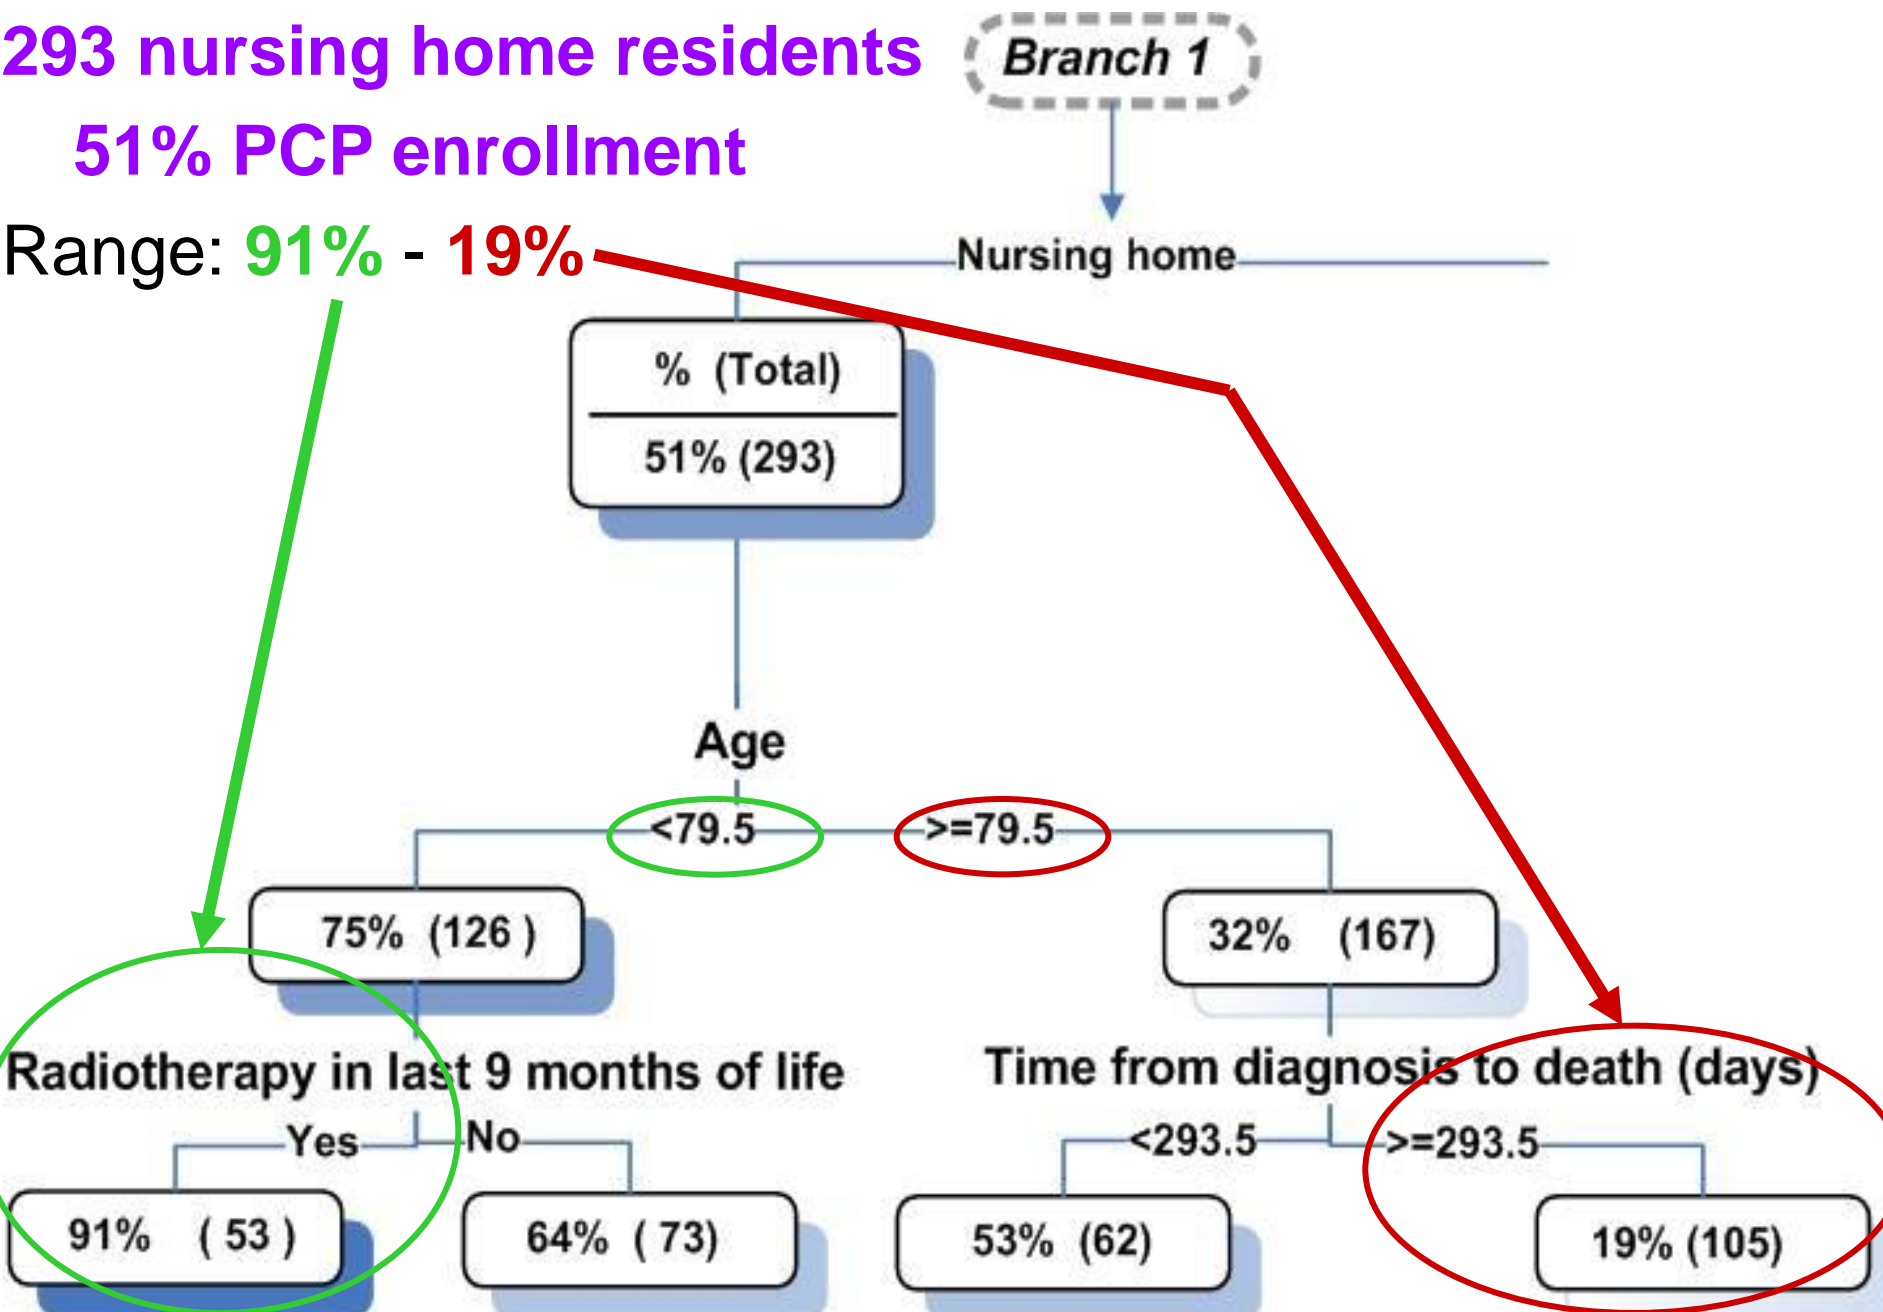 293 nursing home residents
51% PCP enrollment
Range: 91% - 19%
Branch 1
Nursing home
% (Total)
51% (293)
Age
<79.5
>=79.5
75% (126 )
32% (167)
Radiotherapy in last 9 months of life
Time from diagnosis to death (days)
Yes
No
<293.5
>=293.5
91% ( 53 )
64% ( 73)
53% (62)
19% (105)